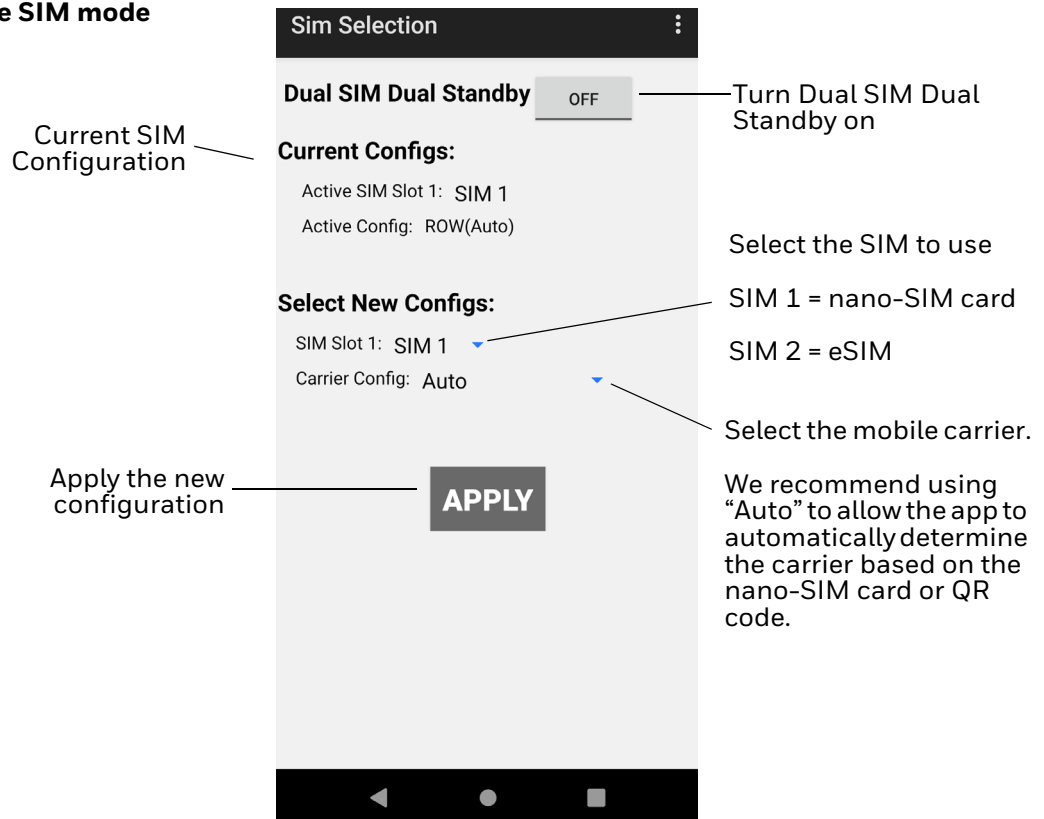 e SIM mode
Sim Selection
Dual SIM Dual Standby OFF
Turn Dual SIM Dual
Standby on
Current SIM
Configuration
Current Configs:
Active SIM Slot 1: SIM 1
Active Config: ROW(Auto)
Select New Configs:
SIM Slot 1: SIM 1
Carrier Config: Auto
Select the SIM to use
SIM 1 = nano-SIM card
SIM 2 = eSIM
Select the mobile carrier.
We recommend using
“Auto” to allow the app to
automatically determine
the carrier based on the
nano-SIM card or QR
code.
Apply the new
configuration
APPLY